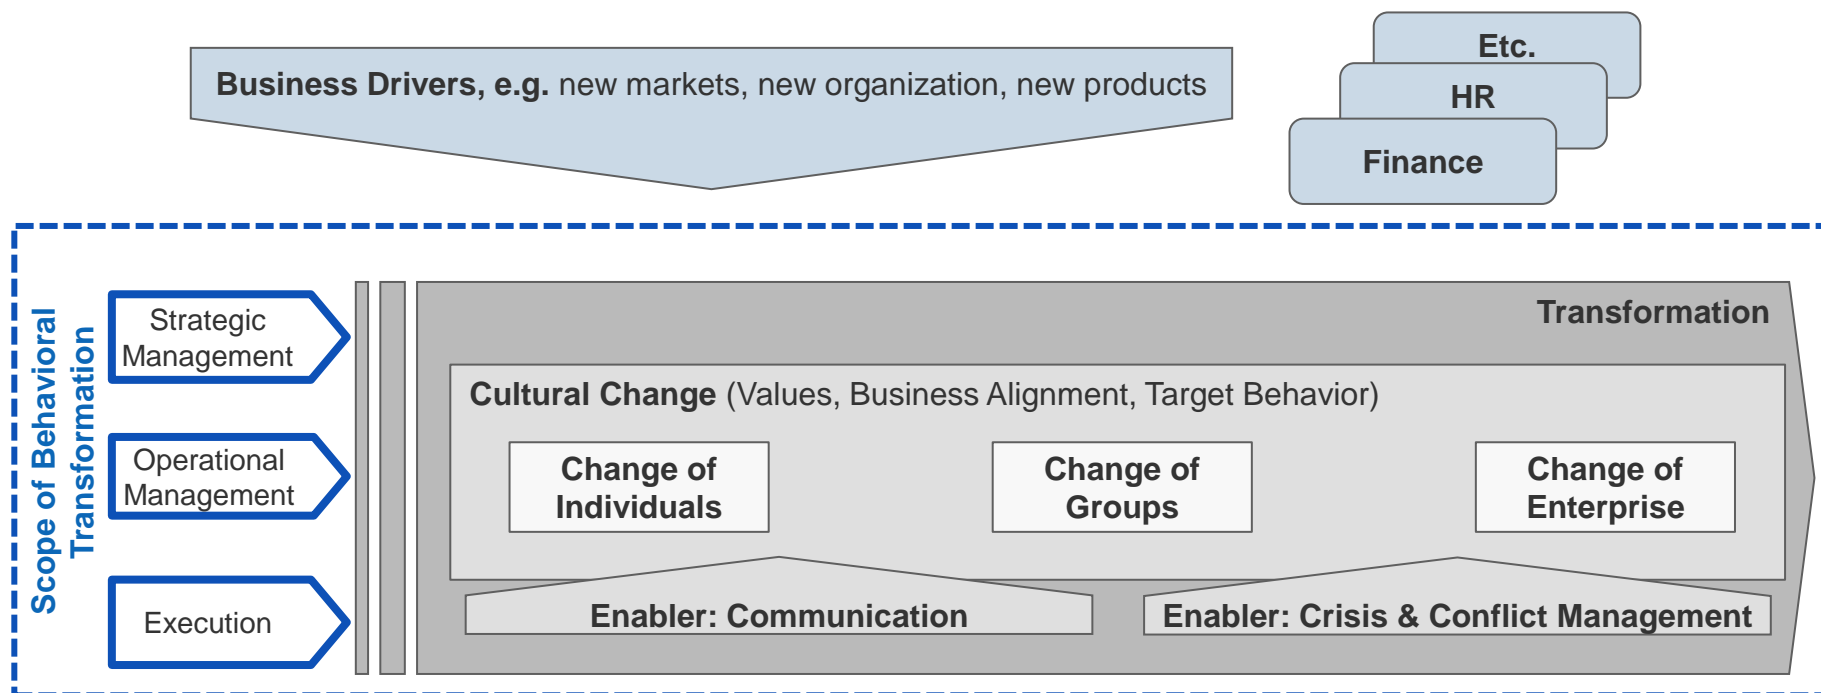 Business Drivers, e.g. new markets, new organization, new products
Etc.
HR
Finance
Scope of Behavioral
Transformation
Strategic
Management
Operational
Management
Execution
Transformation
Cultural Change (Values, Business Alignment, Target Behavior)
Change of
Individuals
Change of
Groups
Change of
Enterprise
Enabler: Communication
Enabler: Crisis & Conflict Management